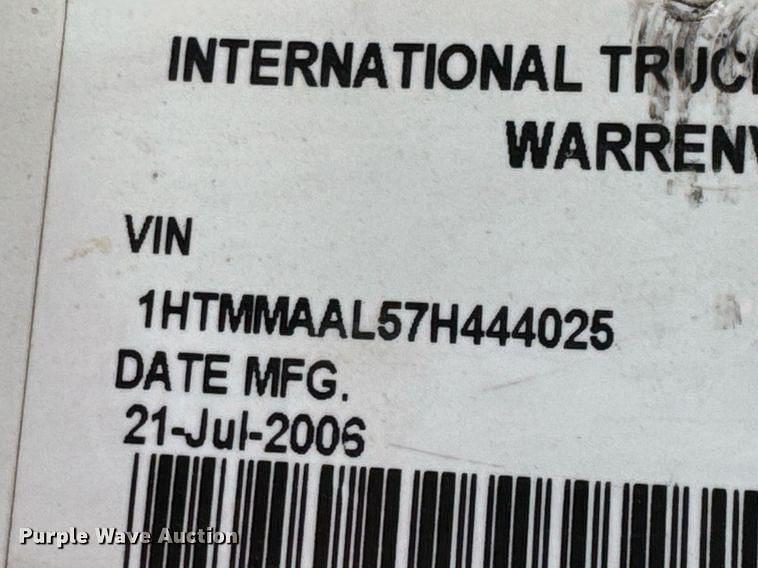 INTERNATIONAL TRUC
WARRENV
VIN
1HTMMAAL57H444025
DATE MFG.
21-Jul-2006
Purple Wave Auction